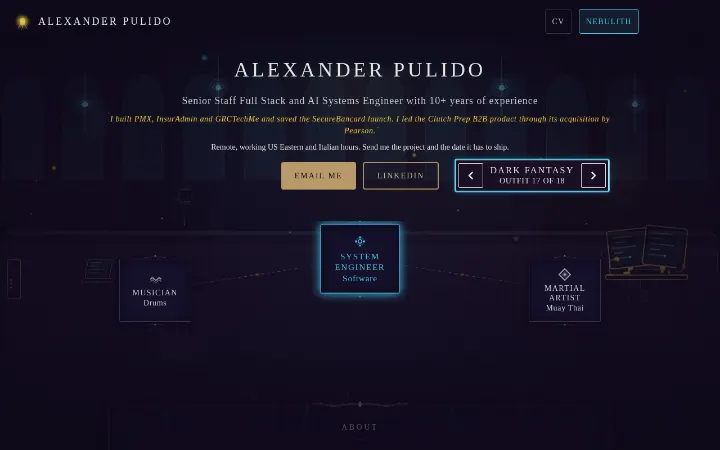 ALEXANDER PULIDO
CV
NEBULITH
ALEXANDER PULIDO
Senior Staff Full Stack and AI Systems Engineer with 10+ years of experience
I built PMX, InsurAdmin and GRCTechMe and saved the SecureBancard launch. I led the Clutch Prep B2B product through its acquisition by
Pearson.
Remote, working US Eastern and Italian hours. Send me the project and the date it has to ship.
EMAIL ME
LINKEDIN
DARK FANTASY
OUTFIT 17 OF 18
SYSTEM
ENGINEER
Software
MUSICIAN
Drums
MARTIAL
ARTIST
Muay Thai
ABOUT